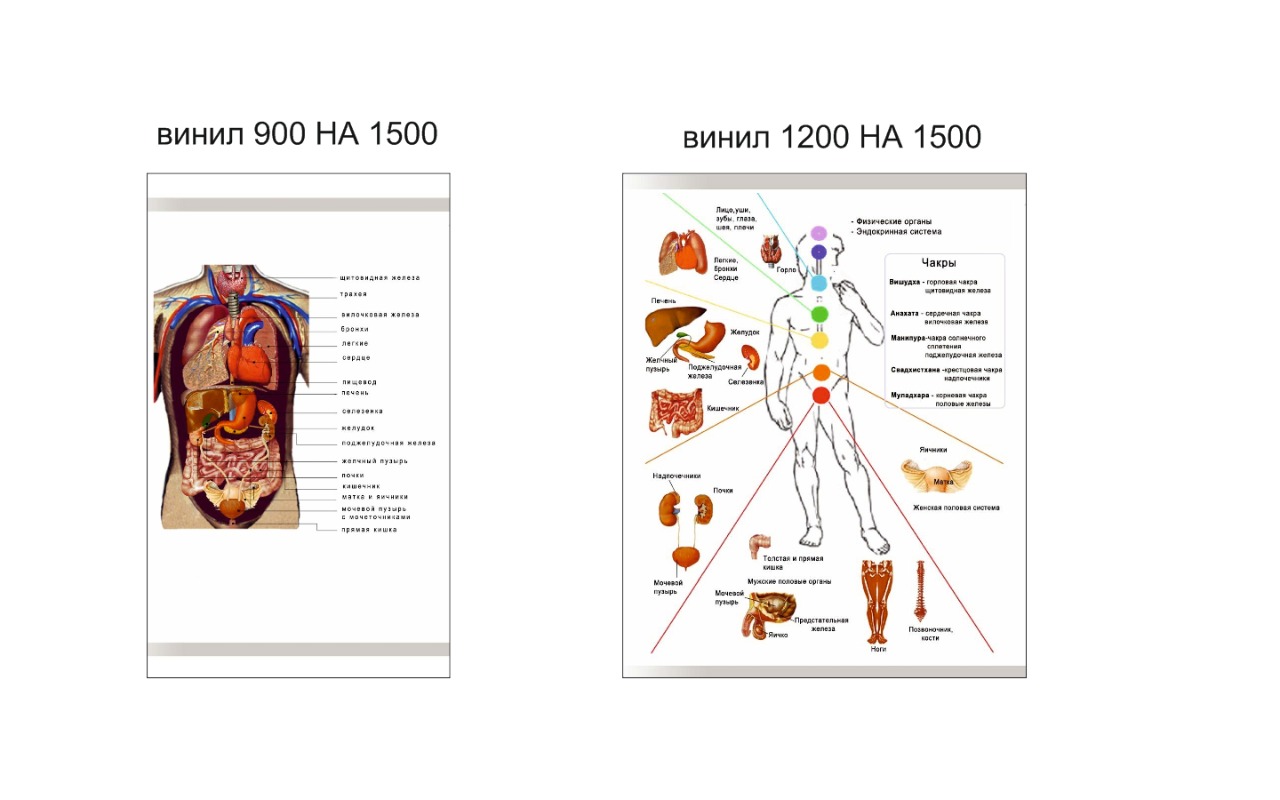 винил 900 НА 1500
щитовидная железа
трахея
вилочковая железа
бронхи
легкие
сердце
пищевод
печень
селезенка
желудок
поджелудочная железа
желчный пузырь
почки
кишечник
матка и яичники
мочевой пузырь
с мочеточниками
прямая кишка
винил 1200 НА 1500
Лицо,уши,
зубы, глаза,
шея, плечи
- Физические органы
- Эндокринная система
Легкие,
Бронхи
Сердце
Горло
Чакры
Вишудха - горловая чакра
щитовидная железа
Анахата - сердечная чакра
вилочковая железа
Манипура-чакра солнечного
сплетения
поджелудочная железа
Свадхистхана -крестцовая чакра
надпочечники
Муладхара - корневая чакра
половые железы
Печень
Желудок
Желчный
пузырь
Поджелудочная
железа
Селезанка
Кишечник
Яичники
Матка
Женская половая система
Надпочечники
Почки
Мочевой
пузырь
Толстая и прямая
кишка
Мужские половые органы
Мочевой
пузырь
Предстательная
железа
Яичко
Ноги
Позвоночник,
кости